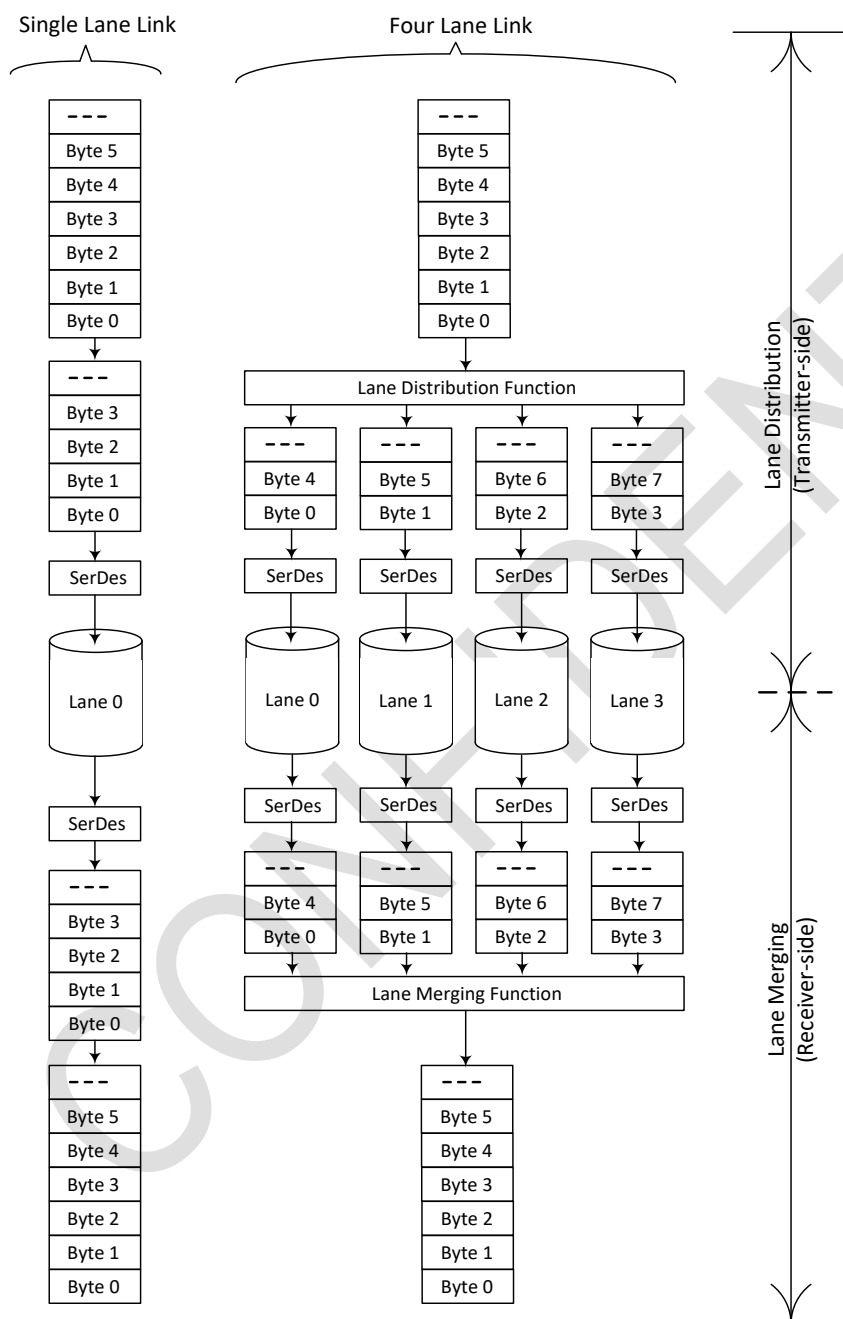 Single Lane Link
Four Lane Link
---
Byte 5
Byte 4
Byte 3
Byte 2
Byte 1
Byte 0
---
Byte 3
Byte 2
Byte 1
Byte 0
SerDes
Lane 0
SerDes
---
Byte 3
Byte 2
Byte 1
Byte 0
---
Byte 5
Byte 4
Byte 3
Byte 2
Byte 1
Byte 0
---
Byte 5
Byte 4
Byte 3
Byte 2
Byte 1
Byte 0
Lane Distribution Function
--- --- --- ---
Byte 4 Byte 5 Byte 6 Byte 7
Byte 0 Byte 1 Byte 2 Byte 3
SerDes SerDes SerDes SerDes
Lane 0 Lane 1 Lane 2 Lane 3
SerDes SerDes SerDes SerDes
--- --- --- ---
Byte 4 Byte 5 Byte 6 Byte 7
Byte 0 Byte 1 Byte 2 Byte 3
Lane Merging Function
---
Byte 5
Byte 4
Byte 3
Byte 2
Byte 1
Byte 0
Lane Distribution
(Transmitter-side)
Lane Merging
(Receiver-side)
CONFIDENT